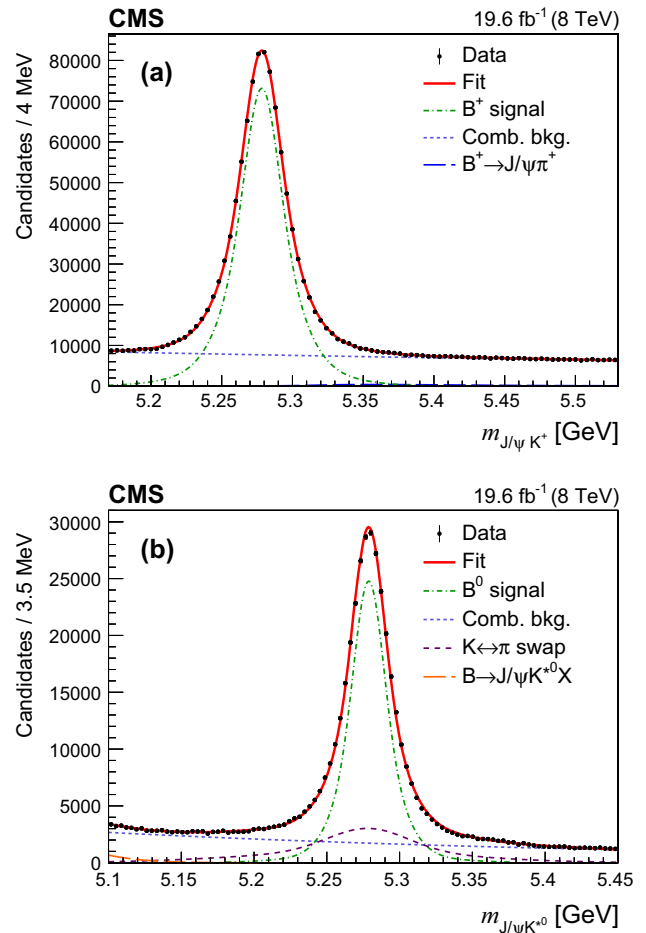 CMS 19.6 fb⁻¹ (8 TeV)
(a)
Data
Fit
B⁺ signal
Comb. bkg.
B⁺→J/ψπ⁺
Candidates / 4 MeV
80000
70000
60000
50000
40000
30000
20000
10000
0
5.2 5.25 5.3 5.35 5.4 5.45 5.5
m J/ψ K⁺ [GeV]
CMS 19.6 fb⁻¹ (8 TeV)
(b)
Data
Fit
B⁰ signal
Comb. bkg.
K↔π swap
B→J/ψK*⁰X
Candidates / 3.5 MeV
30000
25000
20000
15000
10000
5000
0
5.1 5.15 5.2 5.25 5.3 5.35 5.4 5.45
m J/ψK*⁰ [GeV]